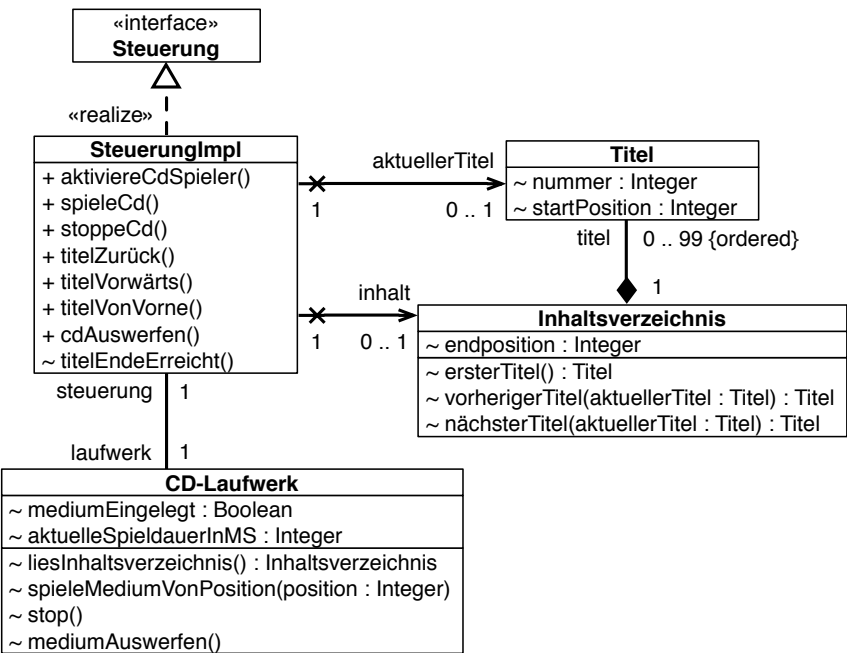 «interface»
Steuerung
«realize»
SteuerungImpl
+ aktiviereCdSpieler()
+ spieleCd()
+ stoppeCd()
+ titelZurück()
+ titelVorwärts()
+ titelVonVorne()
+ cdAuswerfen()
~ titelEndeErreicht()
aktuellerTitel
1
0 .. 1
Titel
~ nummer : Integer
~ startPosition : Integer
titel
0 .. 99 {ordered}
1
inhalt
1
0 .. 1
Inhaltsverzeichnis
~ endposition : Integer
~ ersterTitel() : Titel
~ vorherigerTitel(aktuellerTitel : Titel) : Titel
~ nächsterTitel(aktuellerTitel : Titel) : Titel
steuerung
1
laufwerk
1
CD-Laufwerk
~ mediumEingelegt : Boolean
~ aktuelleSpieldauerInMS : Integer
~ liesInhaltsverzeichnis() : Inhaltsverzeichnis
~ spieleMediumVonPosition(position : Integer)
~ stop()
~ mediumAuswerfen()